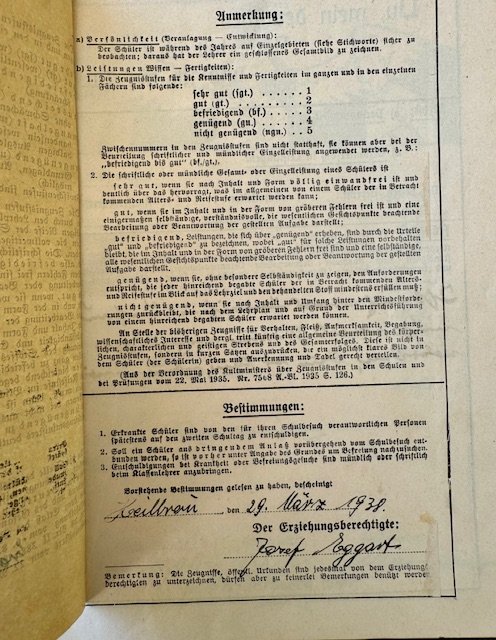 Anmerkung:
a) Persönlichkeit (Veranlagung — Entwicklung):
Der Schüler ist während des Jahres auf Einzelgebieten (siehe Stichworte) sicher zu
beobachten; daraus hat der Lehrer ein geschlossenes Gesamtbild zu zeichnen.
b) Leistungen Wissen — Fertigkeiten):
1. Die Zeugnisstufen für die Kenntnisse und Fertigkeiten im ganzen und in den einzelnen
Fächern sind folgende:
sehr gut (sgt.) . . . . . . 1
gut (gt.) . . . . . . . . . . 2
befriedigend (bf.) . . . . 3
genügend (gn.) . . . . 4
nicht genügend (ngn.) . . 5
Zwischennummern in den Zeugnisstufen sind nicht statthaft, sie können aber bei der
Beurteilung schriftlicher und mündlicher Einzelleistung angewendet werden, z. B.:
„befriedigend bis gut" (bf./gt.).
2. Die schriftliche oder mündliche Gesamt- oder Einzelleistung eines Schülers ist
sehr gut, wenn sie nach Inhalt und Form völlig einwandfrei ist und
deutlich über das hervorragt, was im allgemeinen von einem Schüler der in Betracht
kommenden Alters- und Reifestufe erwartet werden kann;
gut, wenn sie im Inhalt und in der Form von gröberen Fehlern frei ist und eine
einigermaßen selbständige, verständnisvolle, die wesentlichen Gesichtspunkte beachtende
Bearbeitung oder Beantwortung der gestellten Aufgabe darstellt;
befriedigend, Leistungen, die sich über „genügend" erheben, sind durch die Urteile
„gut" und „befriedigend" zu bezeichnen, wobei „gut" für solche Leistungen vorbehalten
bleibt, die im Inhalt und in der Form von gröberen Fehlern frei sind und eine selbständige,
alle wesentlichen Gesichtspunkte beachtende Bearbeitung oder Beantwortung der gestellten
Aufgabe darstellt.
genügend, wenn sie, ohne besondere Selbständigkeit zu zeigen, den Anforderungen
entspricht, die jeder hinreichend begabte Schüler der in Betracht kommenden Alters-
und Reifestufe im Blick auf das Lehrziel und den behandelten Stoff mindestens erfüllen muß;
nicht genügend, wenn sie nach Inhalt und Umfang hinter den Mindestforde-
rungen zurückbleibt, die nach dem Lehrplan und auf Grund der Unterrichtsführung
von einem hinreichend begabten Schüler erwartet werden können.
An Stelle der bisherigen Zeugnisse für Verhalten, Fleiß, Aufmerksamkeit, Begabung,
wissenschaftliches Interesse und dergl. tritt künftig eine allgemeine Beurteilung des körper-
lichen, charakterlichen und geistigen Strebens und des Gesamterfolges. Diese ist nicht in
Zeugnisstufen, sondern in kurzen Sätzen auszudrücken, die ein möglichst klares Bild von
dem Schüler (der Schülerin) geben und Anerkennung und Tadel gerecht verteilen.
(Aus der Verordnung des Kultministers über Zeugnisstufen in den Schulen und
bei Prüfungen vom 22. Mai 1935. Nr. 7568 A.-Bl. 1935 S. 126.)
Bestimmungen:
1. Erkrankte Schüler sind von den für ihren Schulbesuch verantwortlichen Personen
spätestens auf den zweiten Schultag zu entschuldigen.
2. Soll ein Schüler aus dringendem Anlaß vorübergehend vom Schulbesuch ent-
bunden werden, so ist vorher unter Angabe des Grundes um Befreiung nachzusuchen.
3. Entschuldigungen bei Krankheit oder Befreiungsgesuche sind mündlich oder schriftlich
beim Klassenlehrer anzubringen.
Vorstehende Bestimmungen gelesen zu haben, bescheinigt
den 29. März 1938.
Der Erziehungsberechtigte:
Josef Eggart
Bemerkung: Die Zeugnisse, öffentl. Urkunden sind jedesmal von dem Erziehungs
berechtigten zu unterzeichnen, dürfen aber zu keinerlei Bemerkungen benützt werden